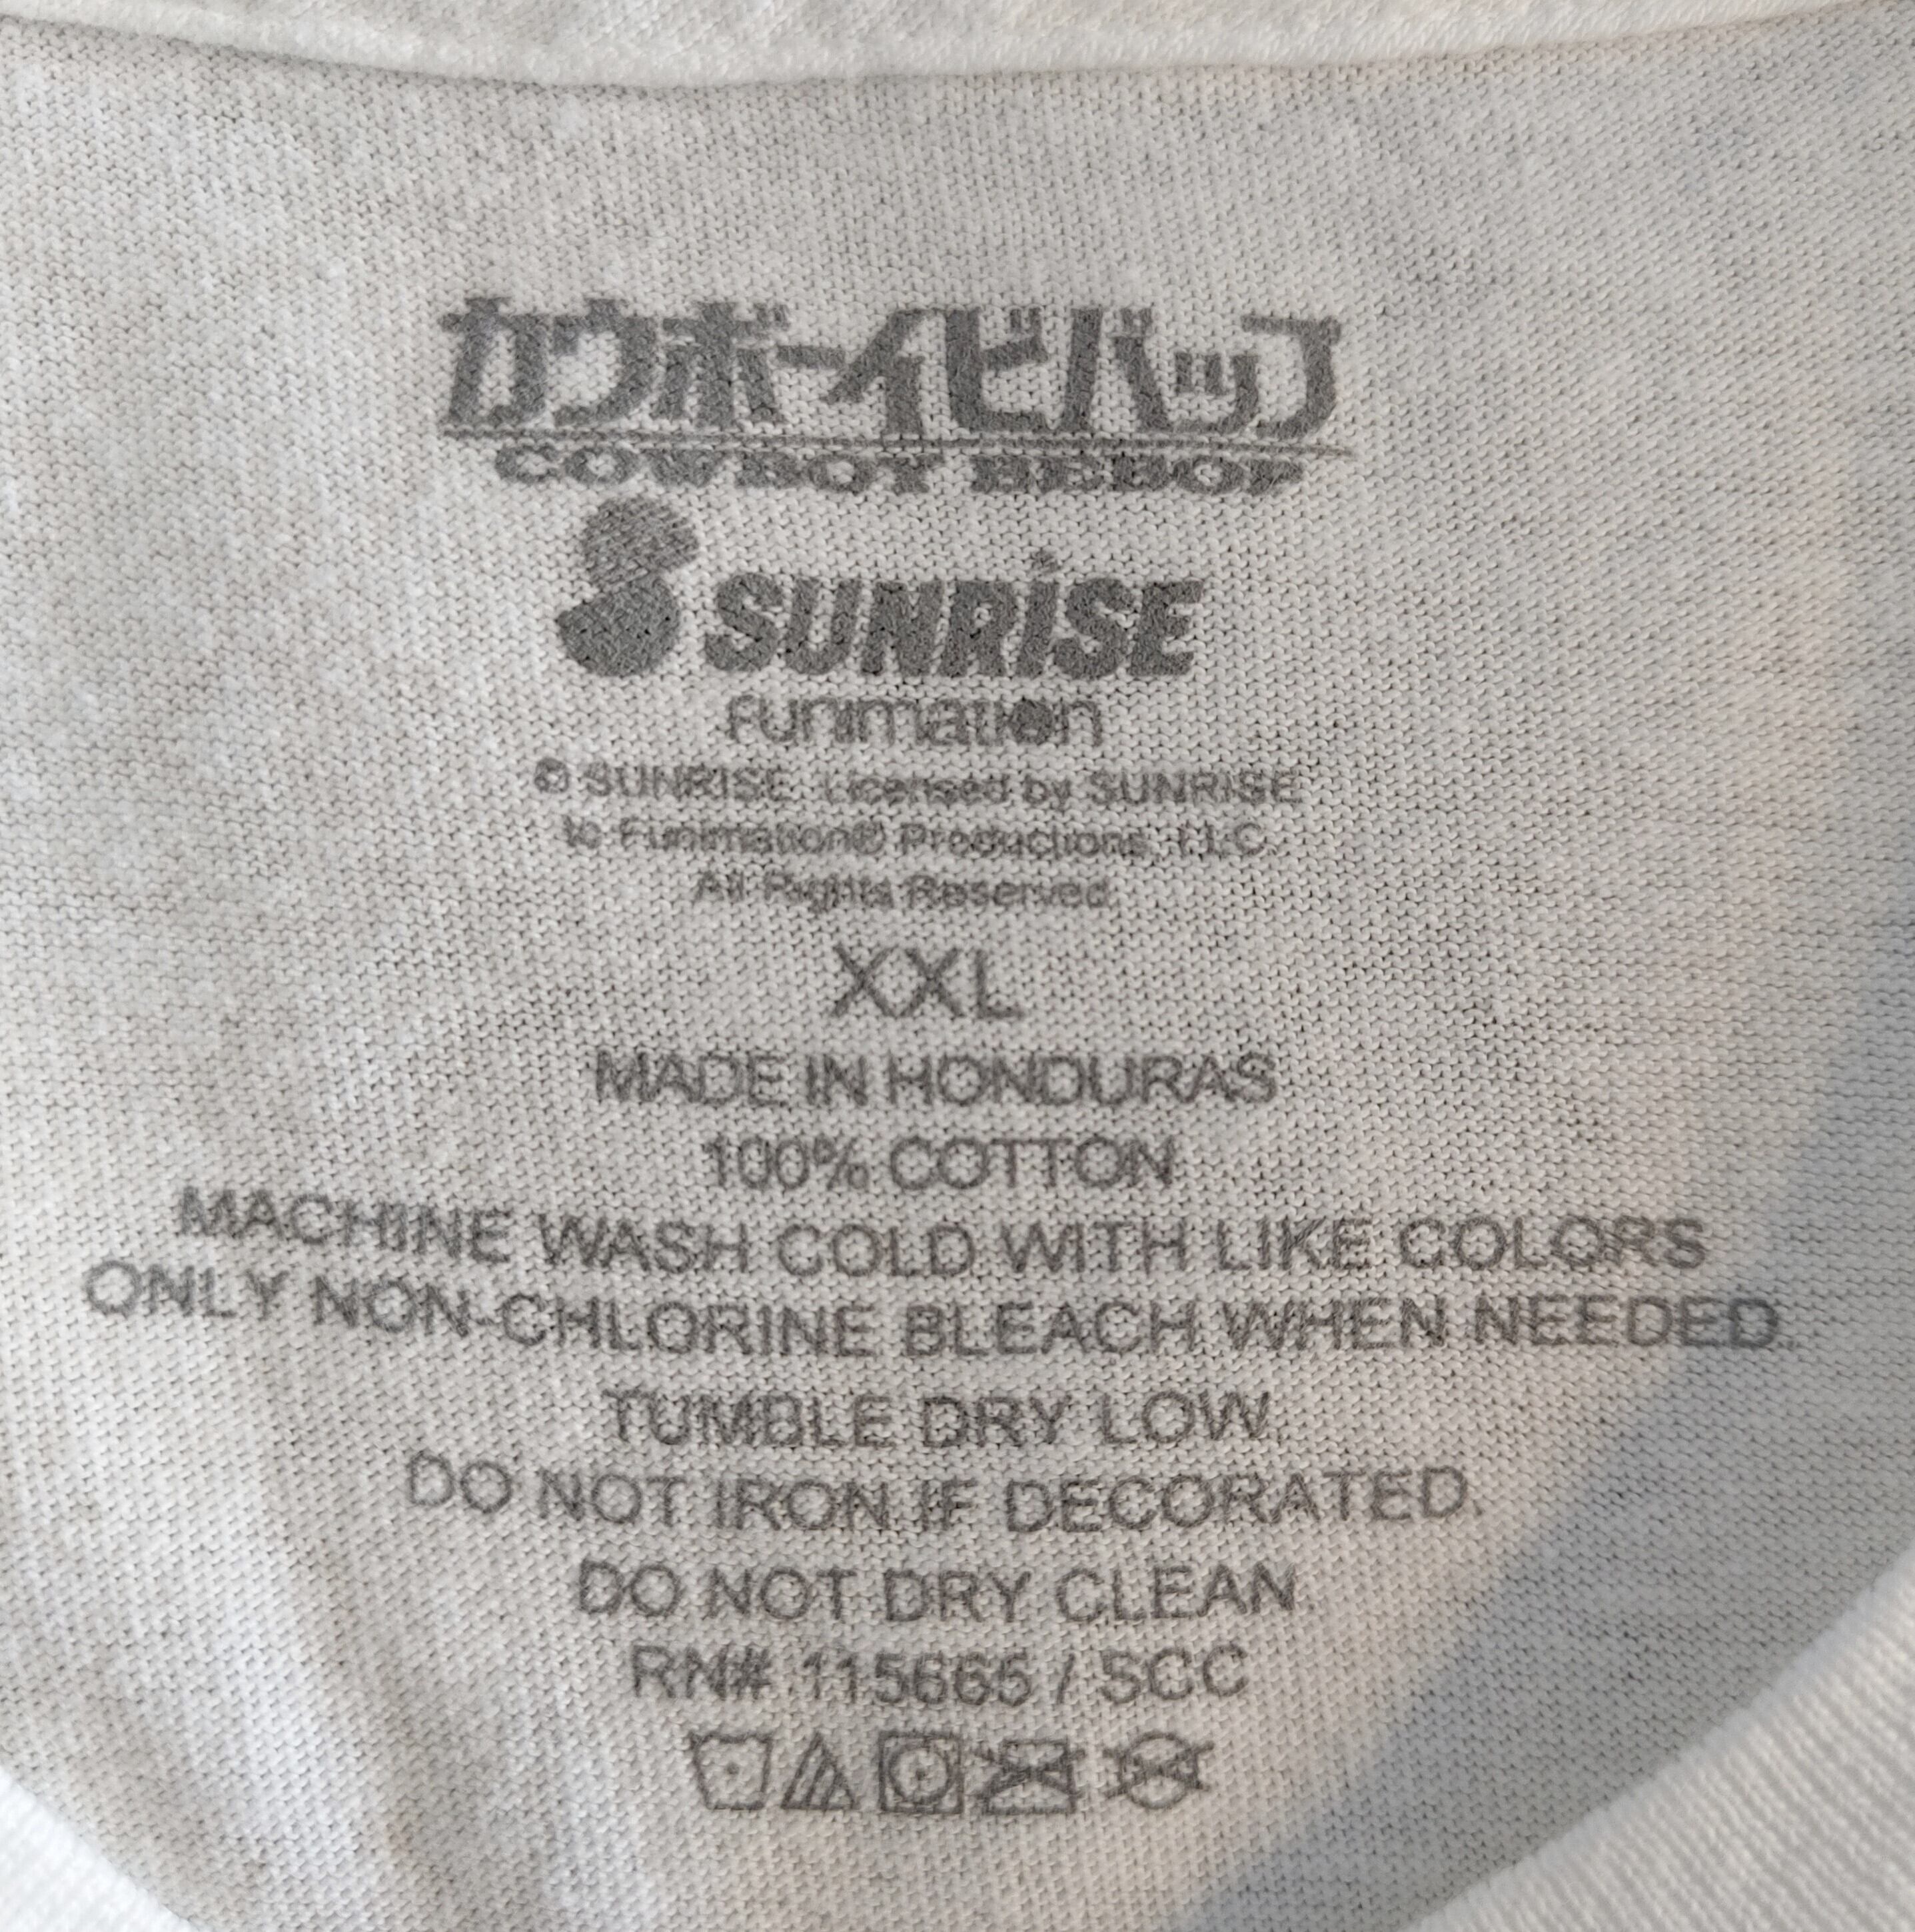 カウボーイビバップ
COWBOY BEBOP
SUNRISE
funimation
© SUNRISE. Licensed by SUNRISE
to Funimation® Productions, LLC.
All Rights Reserved.
XXL
MADE IN HONDURAS
100% COTTON
MACHINE WASH COLD WITH LIKE COLORS
ONLY NON-CHLORINE BLEACH WHEN NEEDED.
TUMBLE DRY LOW.
DO NOT IRON IF DECORATED.
DO NOT DRY CLEAN
RN# 115665 / SCC